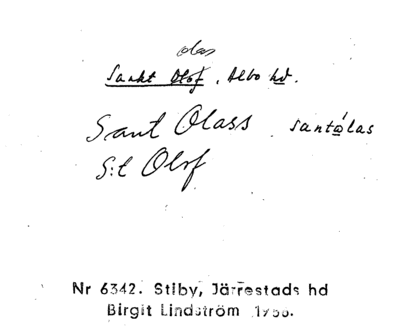 olas
Sankt Olof, Albo hd.
Sant Olass santólas
S:t Olof
Nr 6342. Stiby, Järrestads hd
Birgit Lindström